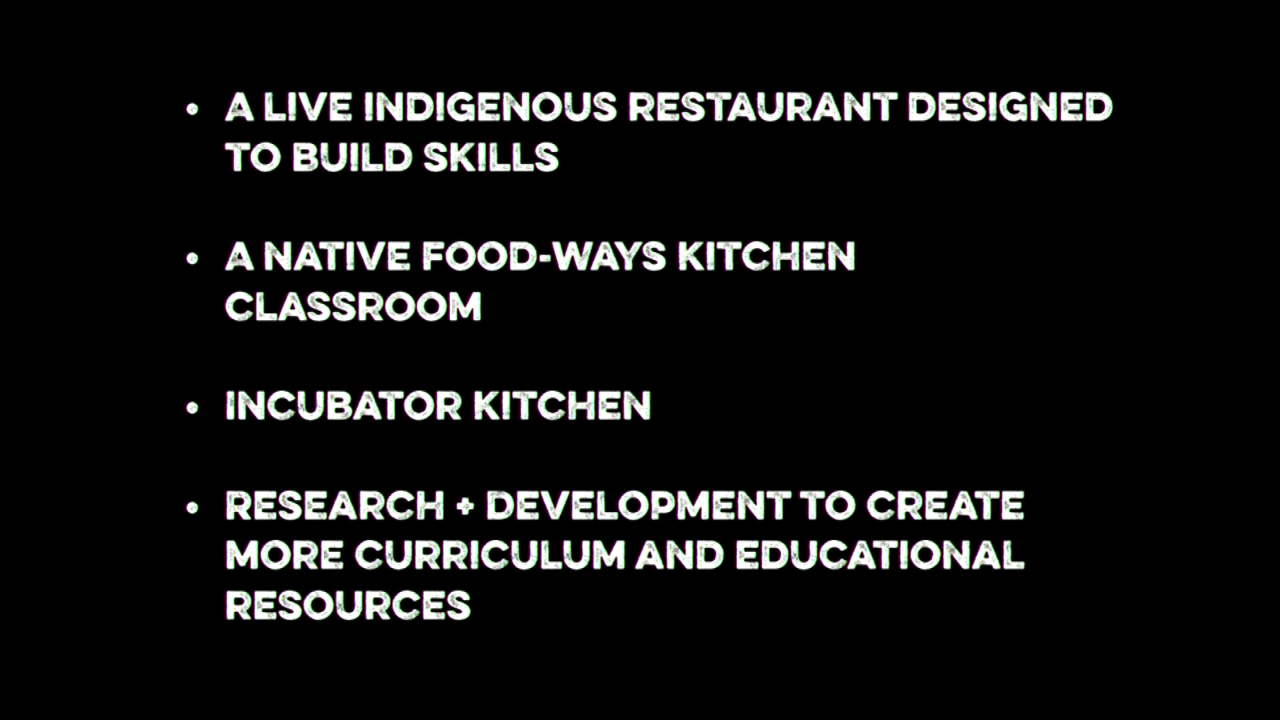 • A LIVE INDIGENOUS RESTAURANT DESIGNED
TO BUILD SKILLS
• A NATIVE FOOD-WAYS KITCHEN
CLASSROOM
• INCUBATOR KITCHEN
• RESEARCH + DEVELOPMENT TO CREATE
MORE CURRICULUM AND EDUCATIONAL
RESOURCES